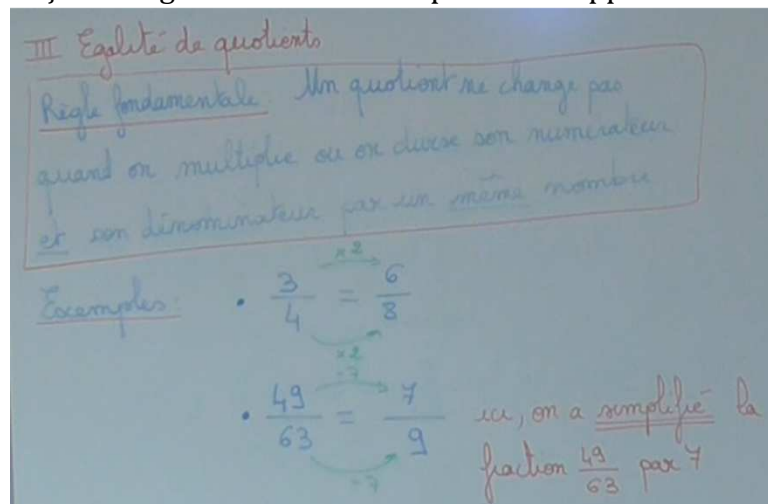 III Egalité de quotients
Règle fondamentale. Un quotient ne change pas
quand on multiplie ou on divise son numérateur
et son dénominateur par un même nombre
Exemples:
×2
• 3/4 = 6/8
×2
÷7
• 49/63 = 7/9 ici, on a simplifié la
÷7
fraction 49/63 par 7